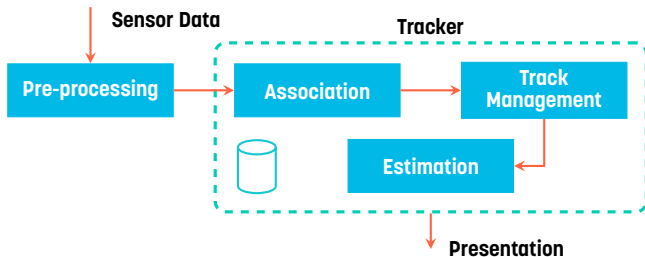 Sensor Data
Tracker
Pre-processing
Association
Track
Management
Estimation
Presentation